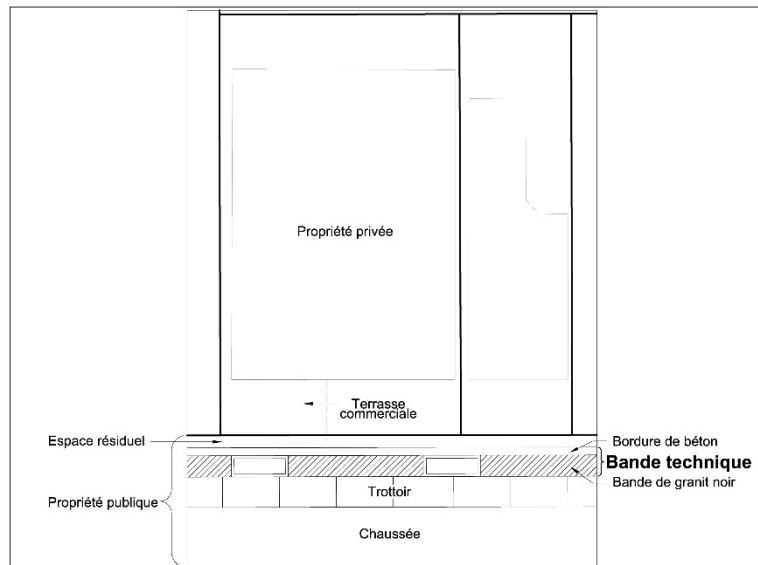 Propriété privée
Terrasse
commerciale
Espace résiduel
Bordure de béton
Bande technique
Bande de granit noir
Propriété publique
Trottoir
Chaussée